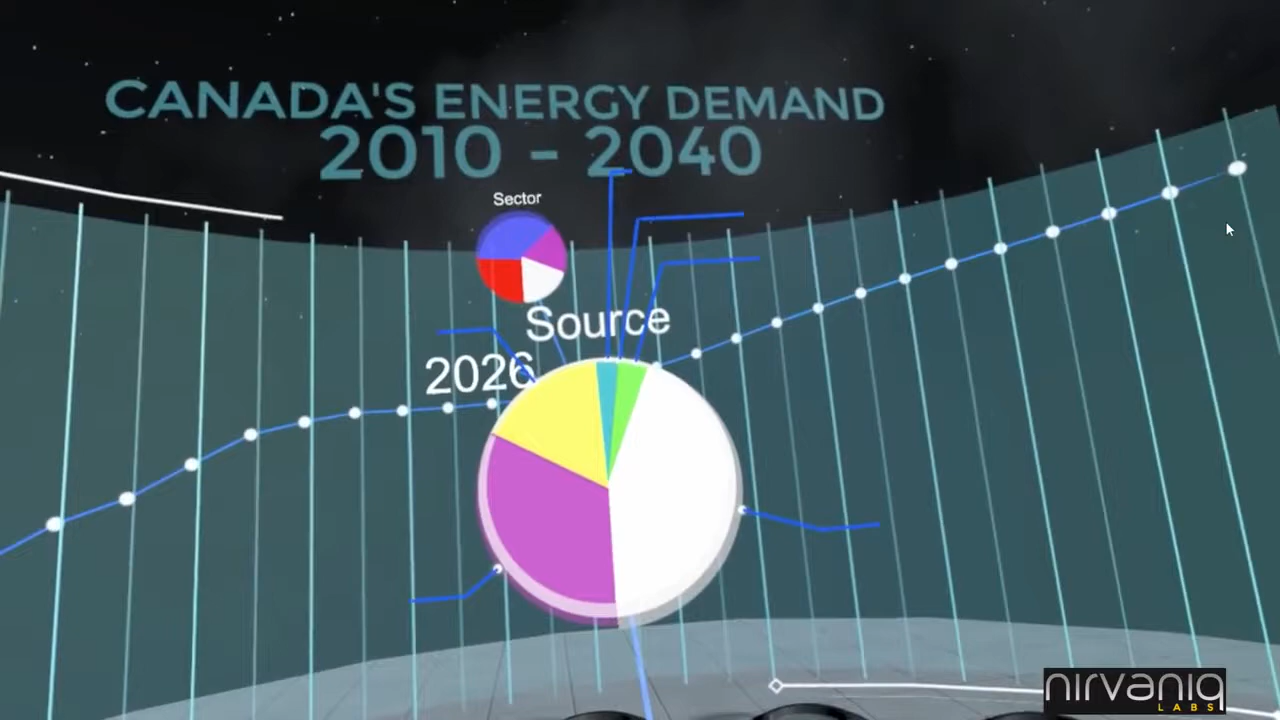 CANADA'S ENERGY DEMAND
2010 - 2040
Sector
Source
2026
nirvaniq
LABS